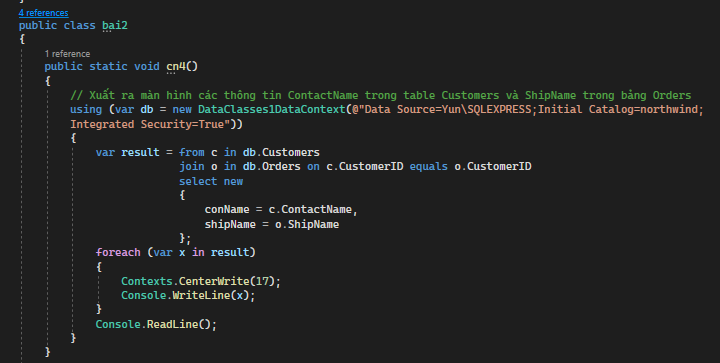 }
4 references
public class bai2
{
1 reference
public static void cn4()
{
// Xuất ra màn hình các thông tin ContactName trong table Customers và ShipName trong bảng Orders
using (var db = new DataClasses1DataContext(@"Data Source=Yun\SQLEXPRESS;Initial Catalog=northwind;
Integrated Security=True"))
{
var result = from c in db.Customers
join o in db.Orders on c.CustomerID equals o.CustomerID
select new
{
conName = c.ContactName,
shipName = o.ShipName
};
foreach (var x in result)
{
Contexts.CenterWrite(17);
Console.WriteLine(x);
}
Console.ReadLine();
}
}